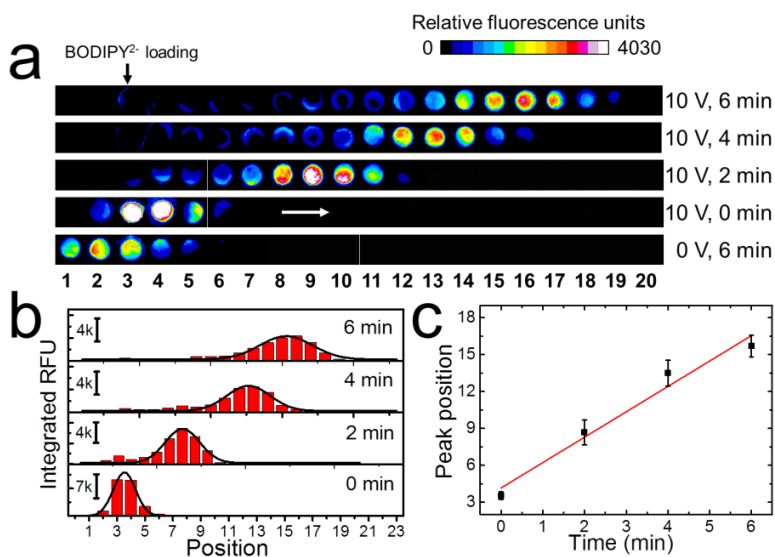 Relative fluorescence units
0 4030
a
BODIPY²⁻ loading
10 V, 6 min
10 V, 4 min
10 V, 2 min
10 V, 0 min
0 V, 6 min
1 2 3 4 5 6 7 8 9 10 11 12 13 14 15 16 17 18 19 20
b
Integrated RFU
4k 6 min
4k 4 min
4k 2 min
7k 0 min
1 3 5 7 9 11 13 15 17 19 21 23
Position
c
Peak position
18
15
12
9
6
3
0 2 4 6
Time (min)